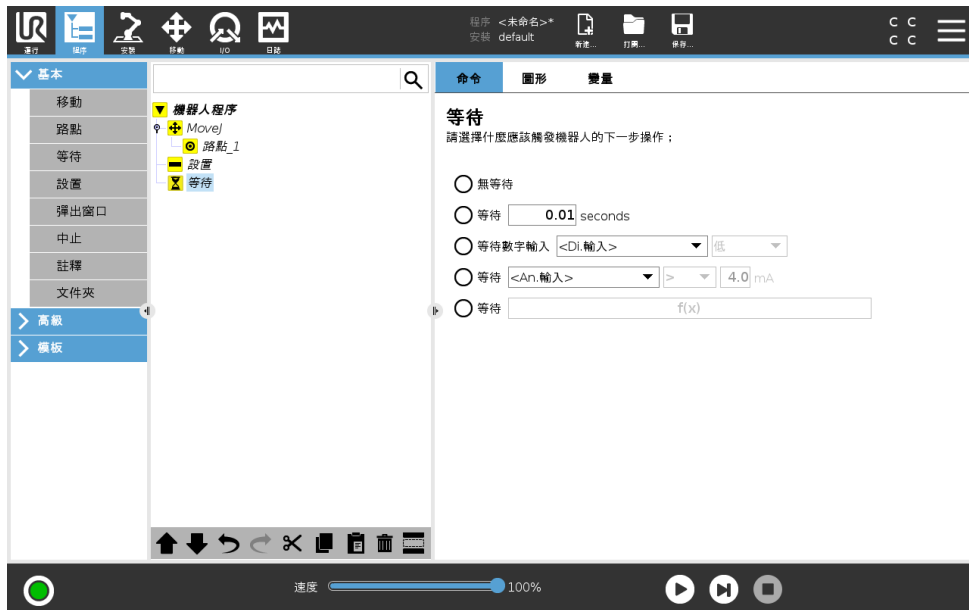 UR
運行
程序
安裝
移動
I/O
日誌
程序 <未命名>*
安裝 default
新建...
打開...
保存...
C C
C C
基本
移動
路點
等待
設置
彈出窗口
中止
註釋
文件夾
高級
模板
機器人程序
MoveJ
路點_1
設置
等待
命令 圖形 變量
等待
請選擇什麼應該觸發機器人的下一步操作；
無等待
等待 0.01 seconds
等待數字輸入 <Di.輸入> 低
等待 <An.輸入> > 4.0 mA
等待 f(x)
速度 100%